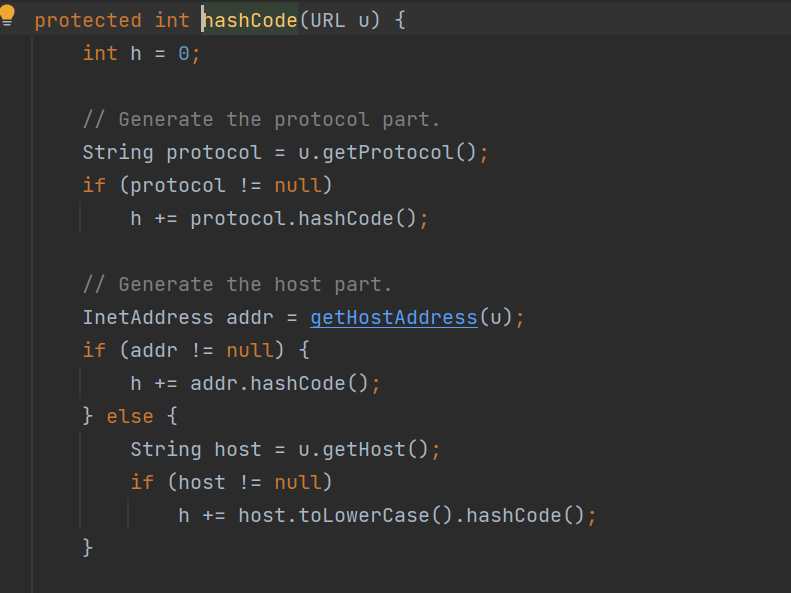 protected int hashCode(URL u) {
    int h = 0;

    // Generate the protocol part.
    String protocol = u.getProtocol();
    if (protocol != null)
        h += protocol.hashCode();

    // Generate the host part.
    InetAddress addr = getHostAddress(u);
    if (addr != null) {
        h += addr.hashCode();
    } else {
        String host = u.getHost();
        if (host != null)
            h += host.toLowerCase().hashCode();
    }